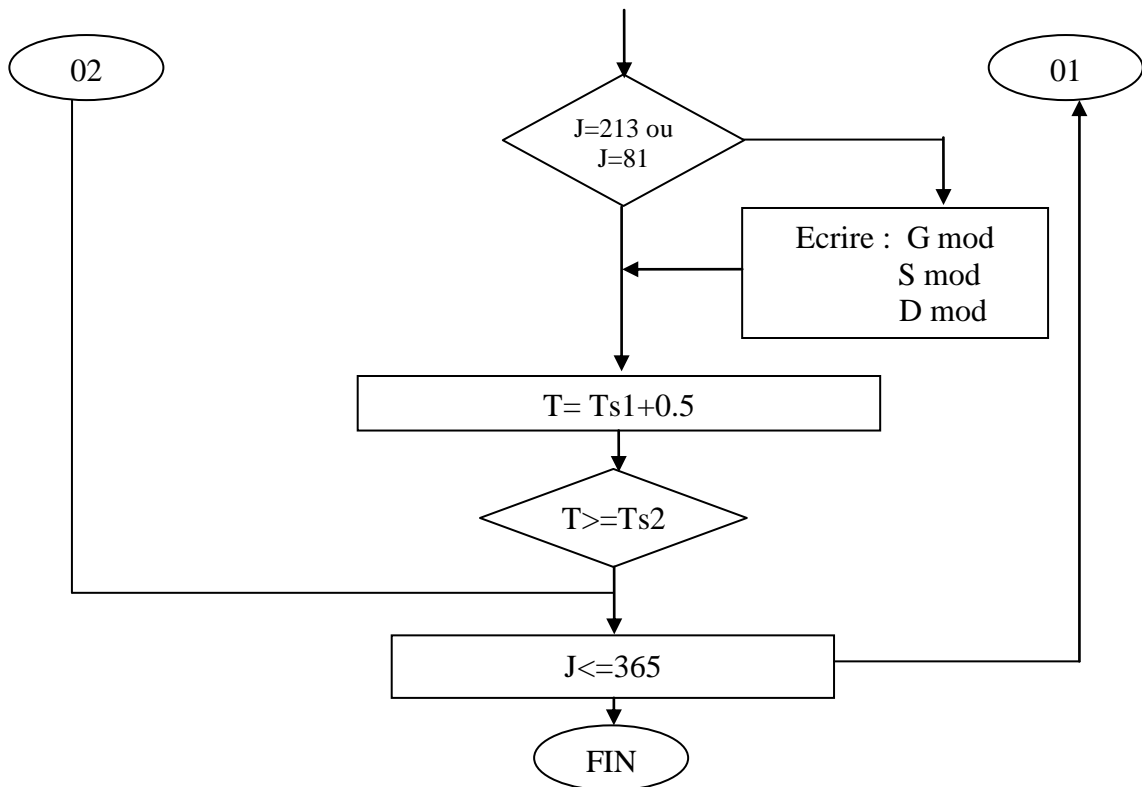 02
01
J=213 ou
J=81
Ecrire : G mod
S mod
D mod
T= Ts1+0.5
T>=Ts2
J<=365
FIN